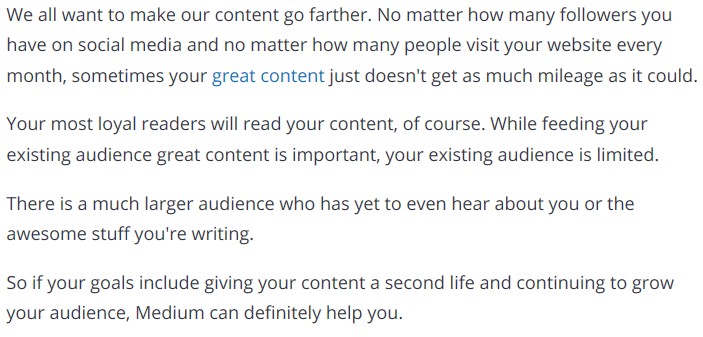 We all want to make our content go farther. No matter how many followers you
have on social media and no matter how many people visit your website every
month, sometimes your great content just doesn't get as much mileage as it could.
Your most loyal readers will read your content, of course. While feeding your
existing audience great content is important, your existing audience is limited.
There is a much larger audience who has yet to even hear about you or the
awesome stuff you're writing.
So if your goals include giving your content a second life and continuing to grow
your audience, Medium can definitely help you.